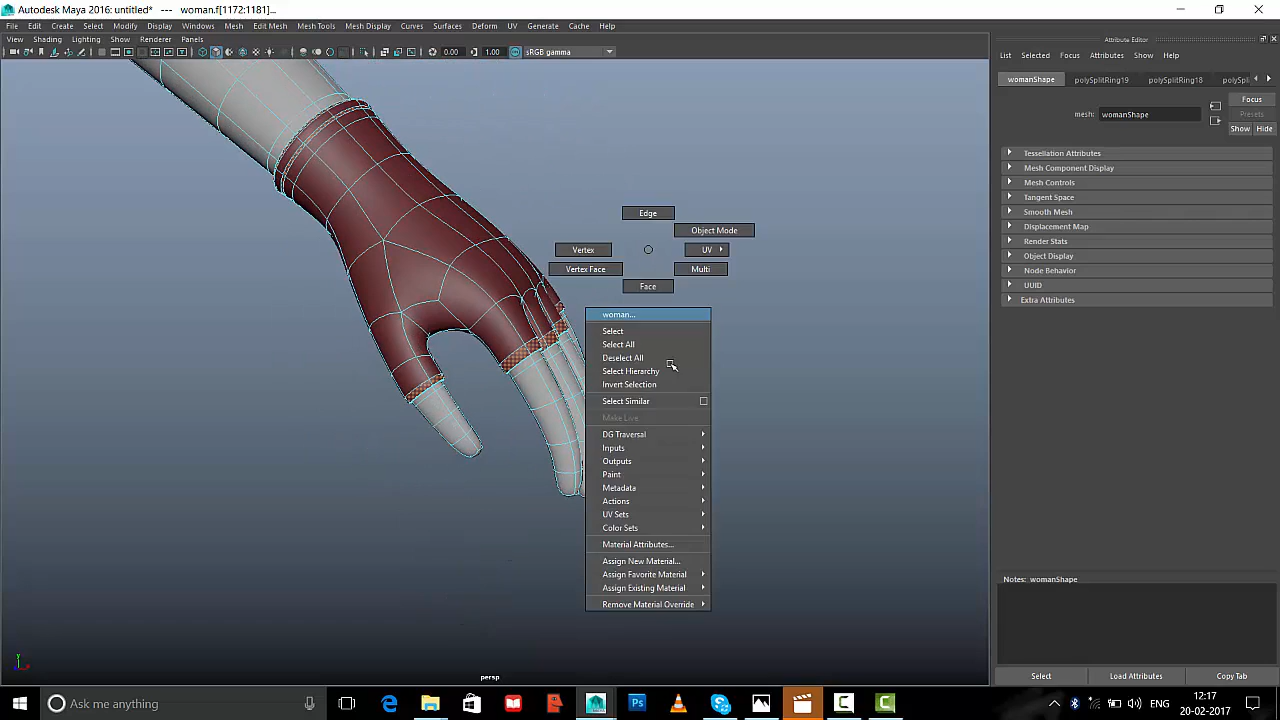 Autodesk Maya 2016: untitled*   ---   woman.f[1172:1181]...
File Edit Create Select Modify Display Windows Mesh Edit Mesh Mesh Tools Mesh Display Curves Surfaces Deform UV Generate Cache Help
View Shading Lighting Show Renderer Panels
0.00 1.00 sRGB gamma
Attribute Editor
List Selected Focus Attributes Show Help
womanShape polySplitRing19 polySplitRing18 polySpl
Focus
Presets
mesh: womanShape
Show Hide
Tessellation Attributes
Mesh Component Display
Mesh Controls
Tangent Space
Smooth Mesh
Displacement Map
Render Stats
Object Display
Node Behavior
UUID
Extra Attributes
Edge
Object Mode
Vertex
UV
Vertex Face
Multi
Face
woman...
Select
Select All
Deselect All
Select Hierarchy
Invert Selection
Select Similar
Make Live
DG Traversal
Inputs
Outputs
Paint
Metadata
Actions
UV Sets
Color Sets
Material Attributes...
Assign New Material...
Assign Favorite Material
Assign Existing Material
Remove Material Override
Notes: womanShape
persp
Select Load Attributes Copy Tab
Ask me anything
Ps
ENG
12:17
20-02-2017